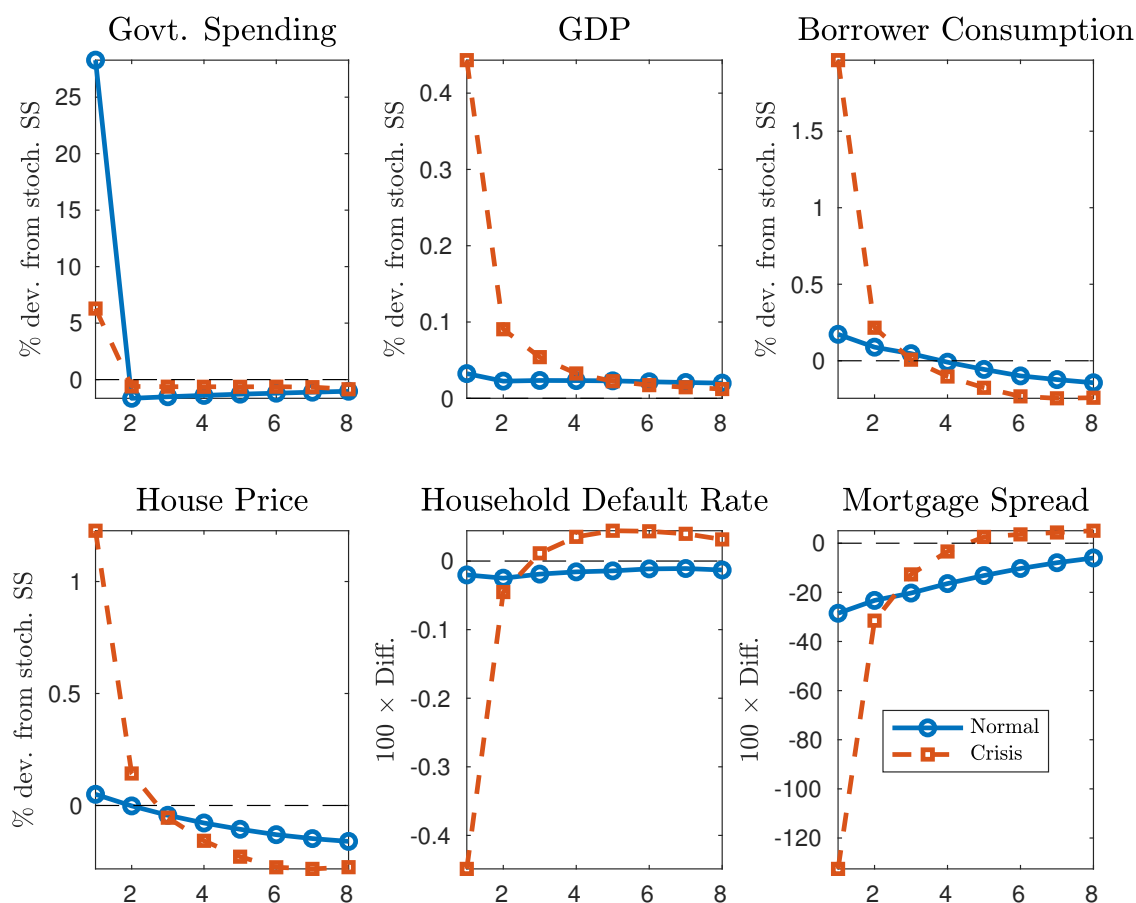 Govt. Spending
% dev. from stoch. SS
25
20
15
10
5
0
2 4 6 8
GDP
% dev. from stoch. SS
0.4
0.3
0.2
0.1
0
2 4 6 8
Borrower Consumption
% dev. from stoch. SS
1.5
1
0.5
0
2 4 6 8
House Price
% dev. from stoch. SS
1
0.5
0
2 4 6 8
Household Default Rate
100 × Diff.
0
-0.1
-0.2
-0.3
-0.4
2 4 6 8
Mortgage Spread
100 × Diff.
0
-20
-40
-60
-80
-100
-120
2 4 6 8
Normal
Crisis